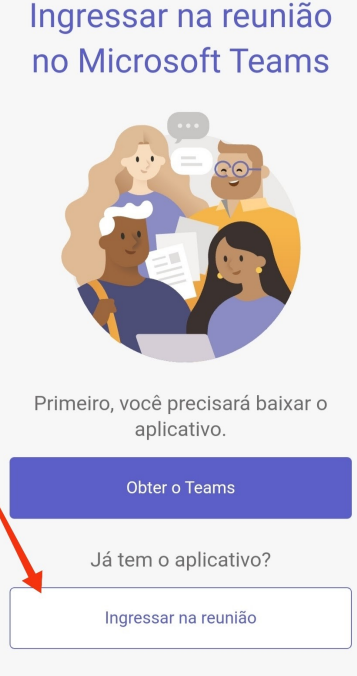 Ingressar na reunião
no Microsoft Teams
Primeiro, você precisará baixar o
aplicativo.
Obter o Teams
Já tem o aplicativo?
Ingressar na reunião